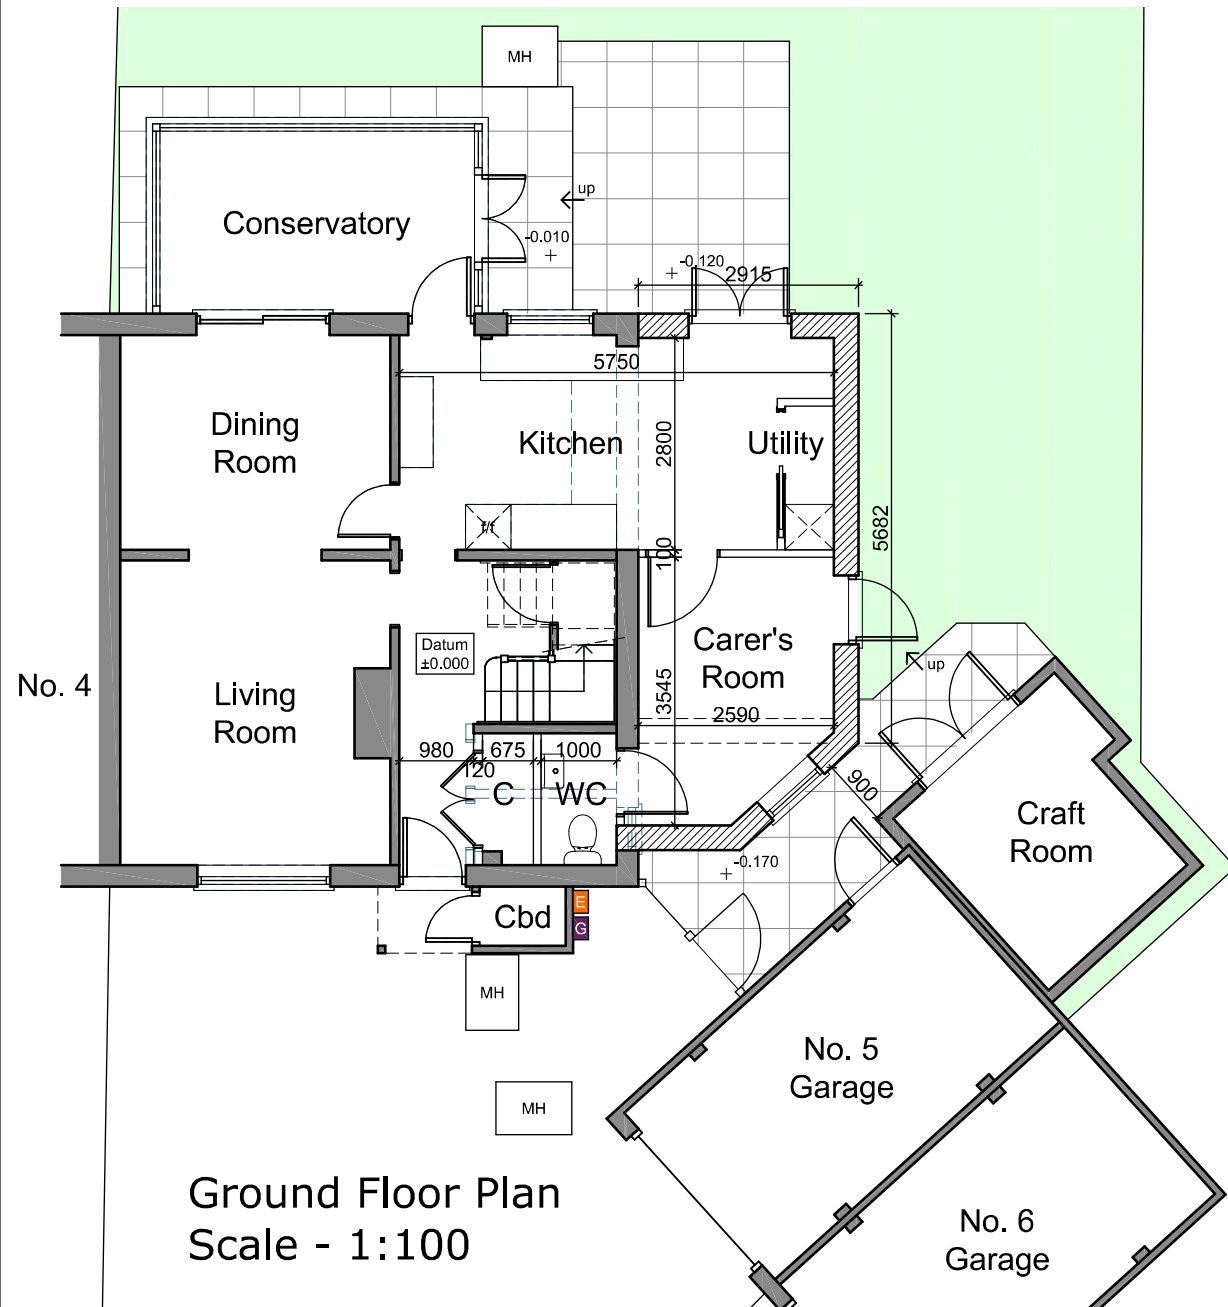 MH
up
Conservatory
-0.010
-0.120
2915
5750
Dining
Room
Kitchen
2800
Utility
f/f
5682
100
Datum
±0.000
Carer's
Room
up
No. 4
Living
Room
3545
2590
980
675
1000
120
C
WC
900
Craft
Room
-0.170
Cbd
E
G
MH
No. 5
Garage
MH
Ground Floor Plan
Scale - 1:100
No. 6
Garage